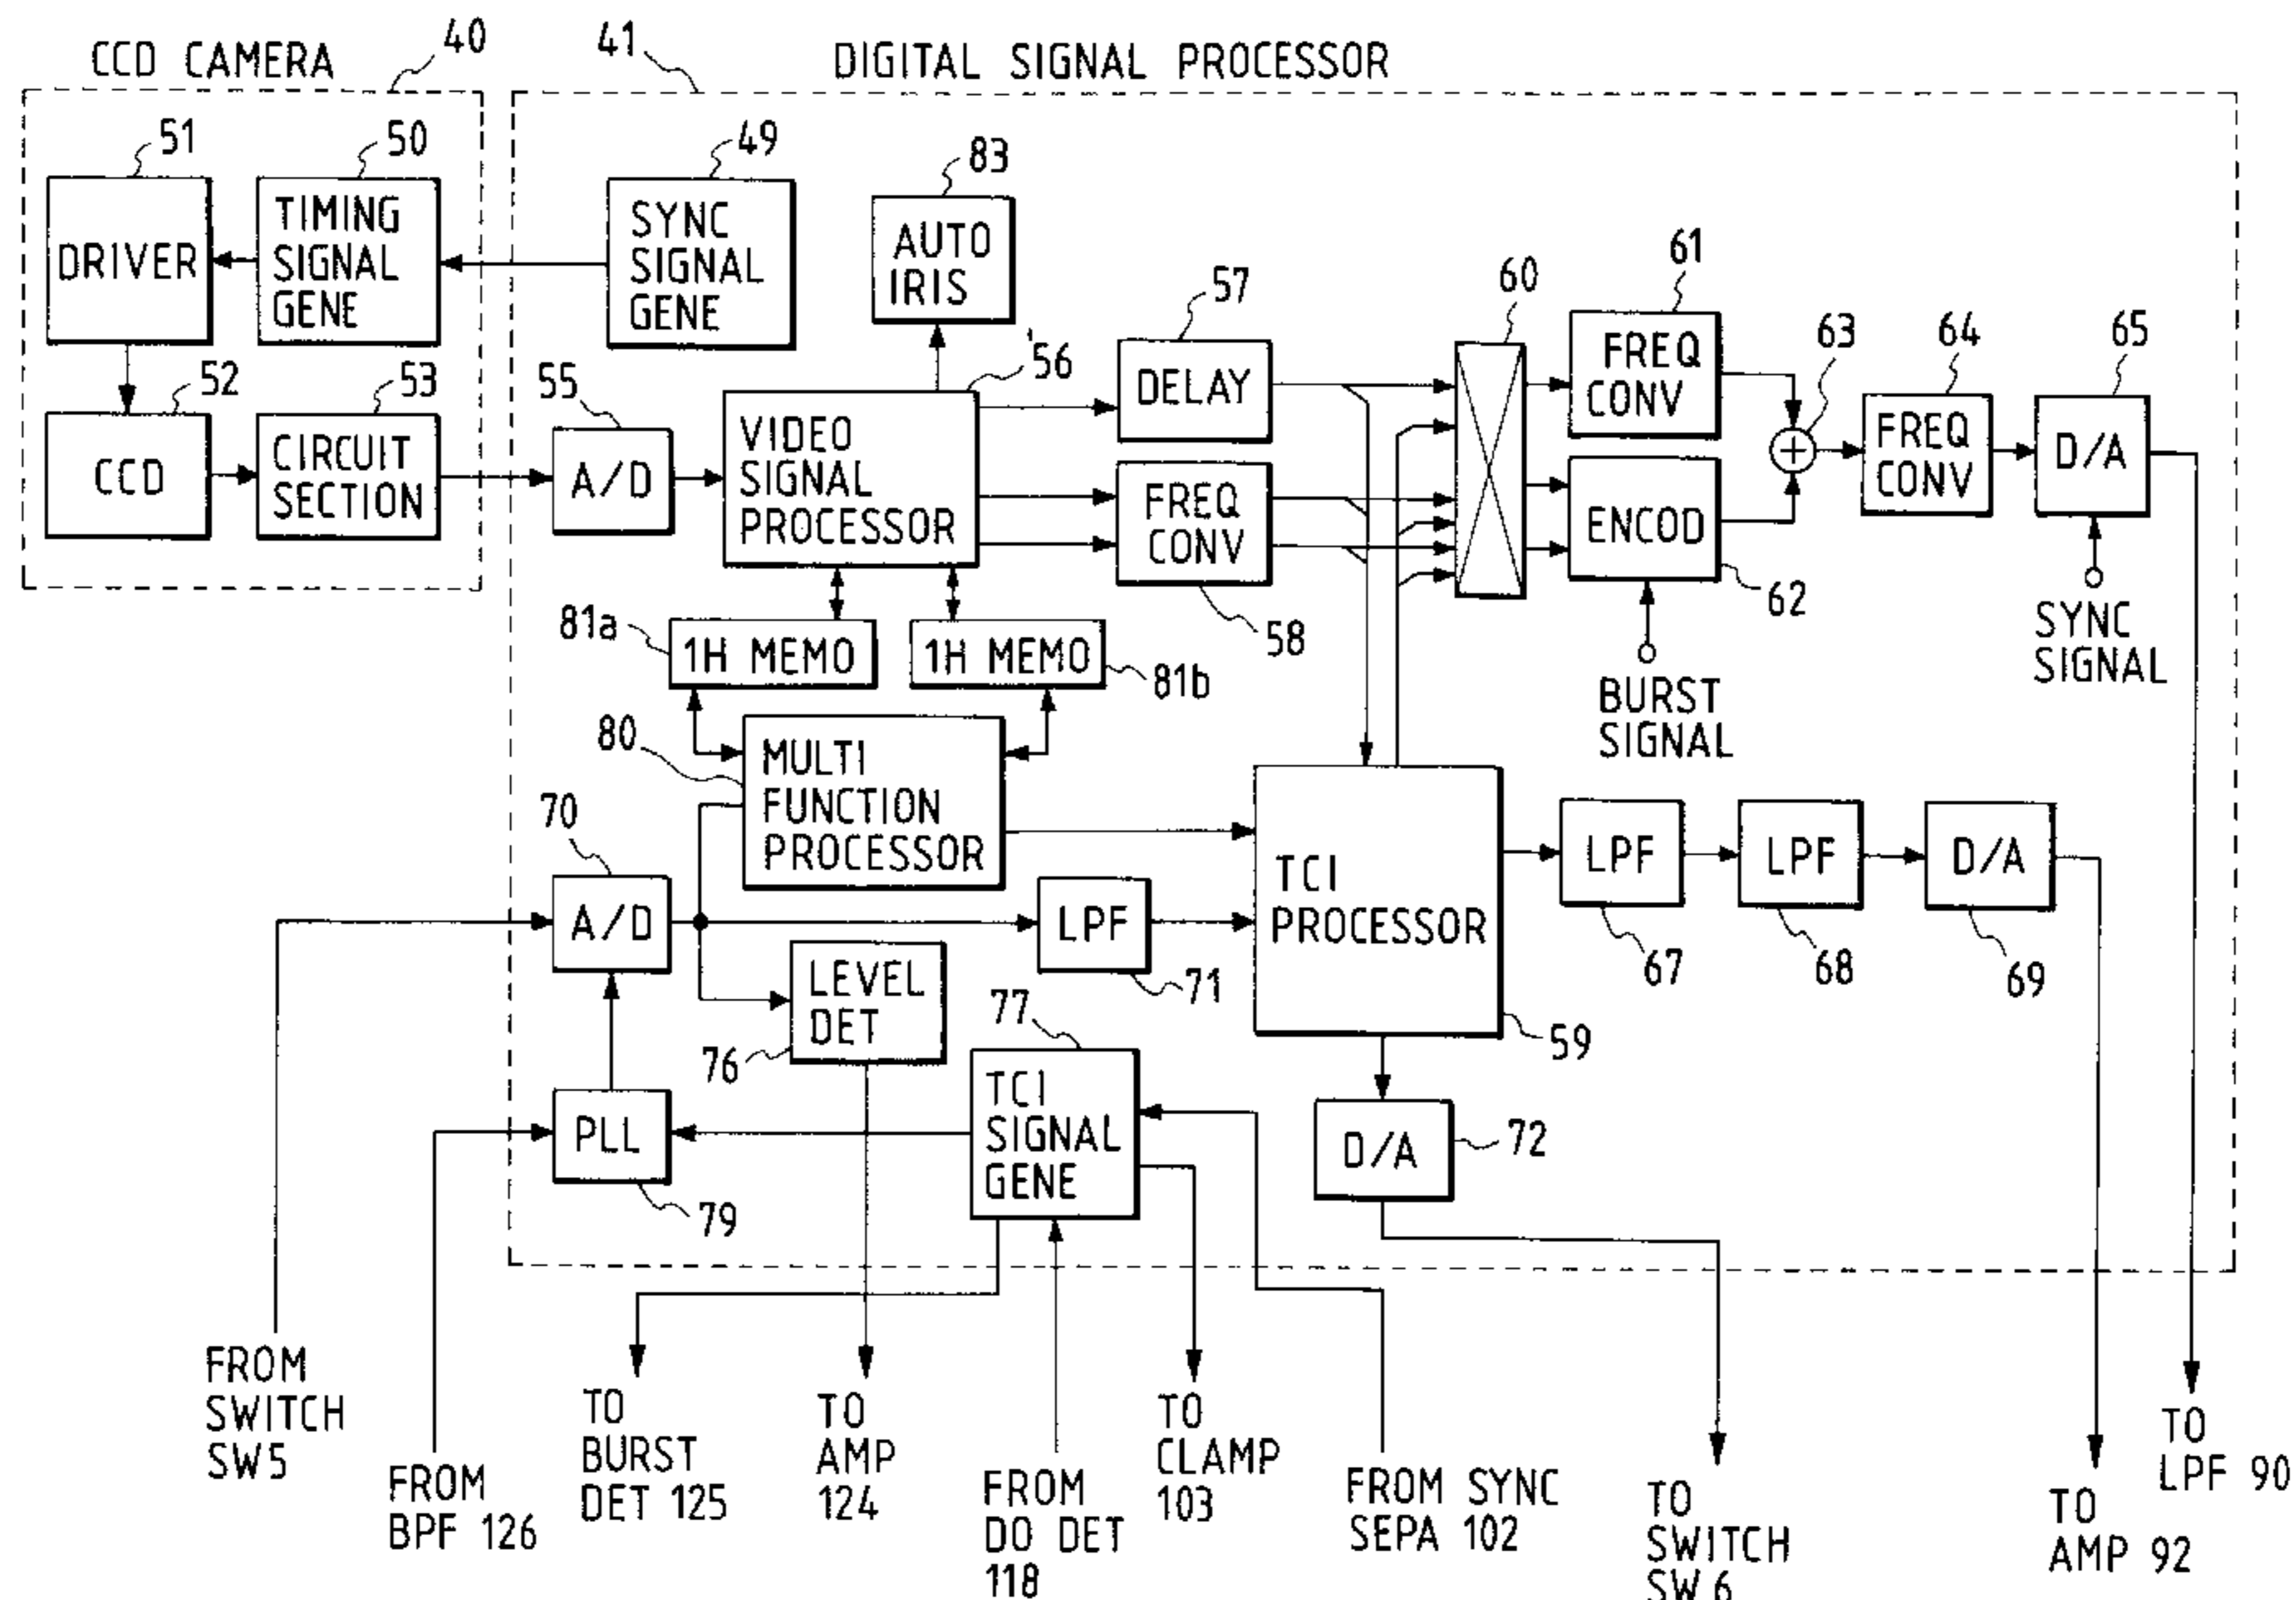 CCD CAMERA
40
41
DIGITAL SIGNAL PROCESSOR
51
50
49
83
DRIVER
TIMING
SIGNAL
GENE
SYNC
SIGNAL
GENE
AUTO
IRIS
57
60
61
63
64
65
52
53
55
56
CCD
CIRCUIT
SECTION
A/D
VIDEO
SIGNAL
PROCESSOR
DELAY
FREQ
CONV
58
FREQ
CONV
ENCOD
62
FREQ
CONV
D/A
SYNC
SIGNAL
BURST
SIGNAL
81a
1H MEMO
1H MEMO
81b
80
MULTI
FUNCTION
PROCESSOR
70
A/D
LPF
71
TCI
PROCESSOR
59
LPF
67
LPF
68
D/A
69
LEVEL
DET
76
77
TCI
SIGNAL
GENE
PLL
79
D/A
72
FROM
SWITCH
SW5
FROM
BPF 126
TO
BURST
DET 125
TO
AMP
124
FROM
DO DET
118
TO
CLAMP
103
FROM SYNC
SEPA 102
TO
SWITCH
SW6
TO
AMP 92
TO
LPF 90